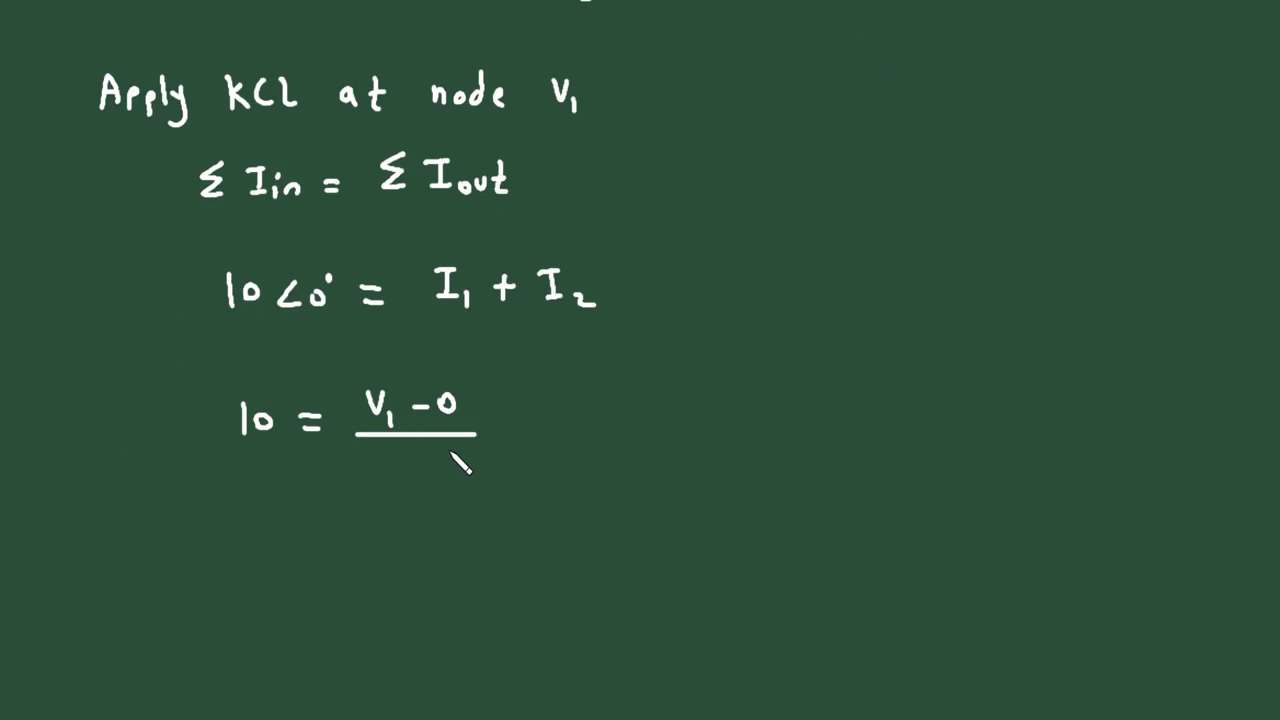 Apply KCL at node V₁
Σ Iin = Σ Iout
10 ∠0° = I₁ + I₂
10 = V₁ - 0